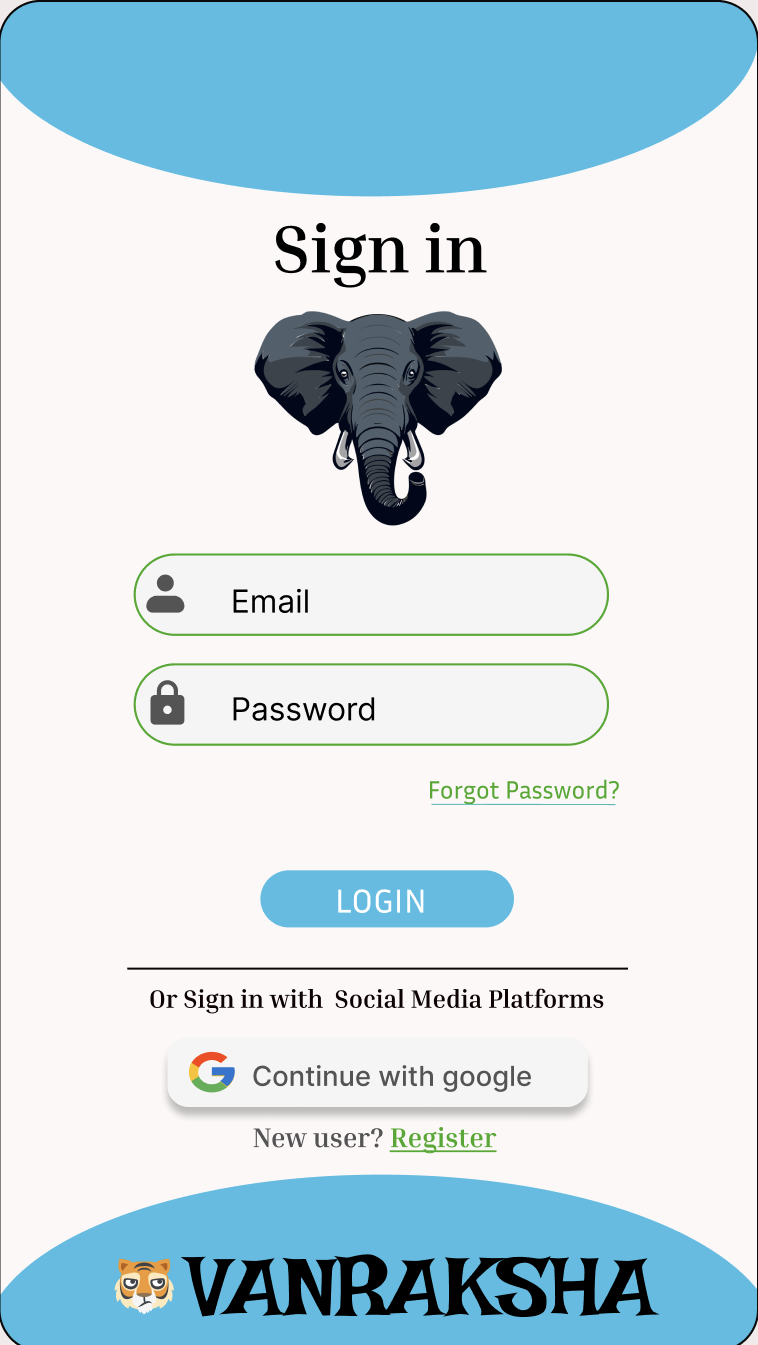 Sign in
Email
Password
Forgot Password?
LOGIN
Or Sign in with Social Media Platforms
Continue with google
New user? Register
VANRAKSHA